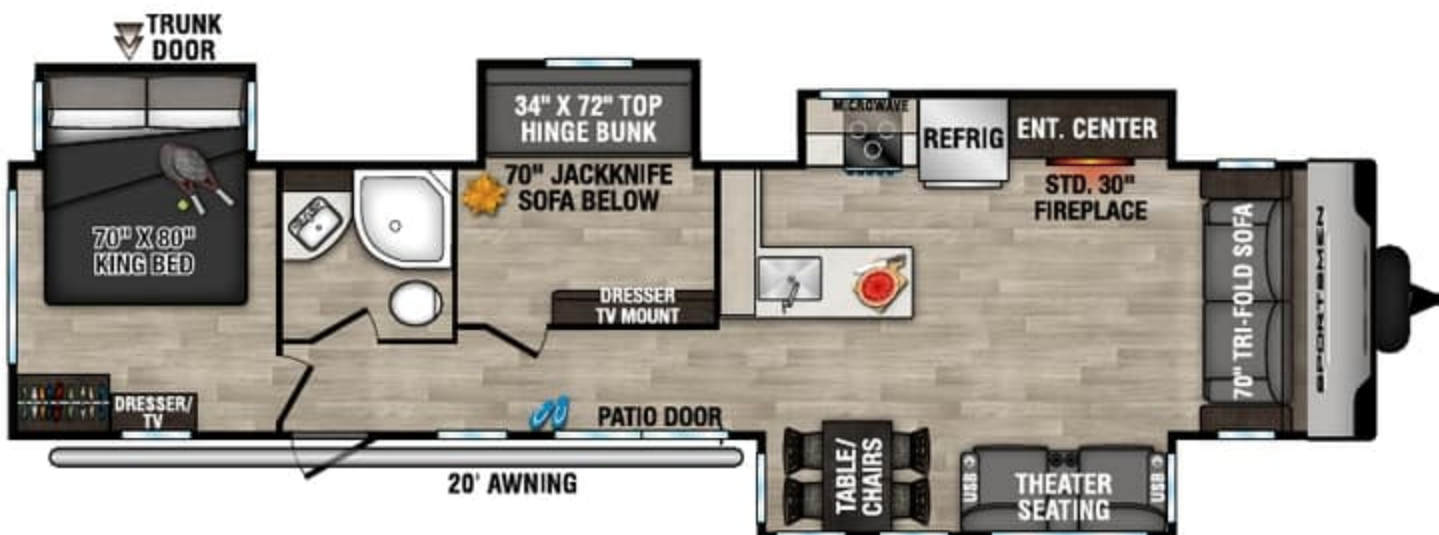 TRUNK
DOOR
34" X 72" TOP
HINGE BUNK
MICROWAVE
REFRIG
ENT. CENTER
70" JACKKNIFE
SOFA BELOW
STD. 30"
FIREPLACE
70" X 80"
KING BED
DRESSER
TV MOUNT
70" TRI-FOLD SOFA
SPORTSMEN
DRESSER/
TV
PATIO DOOR
20' AWNING
TABLE/
CHAIRS
USB
THEATER
SEATING
USB